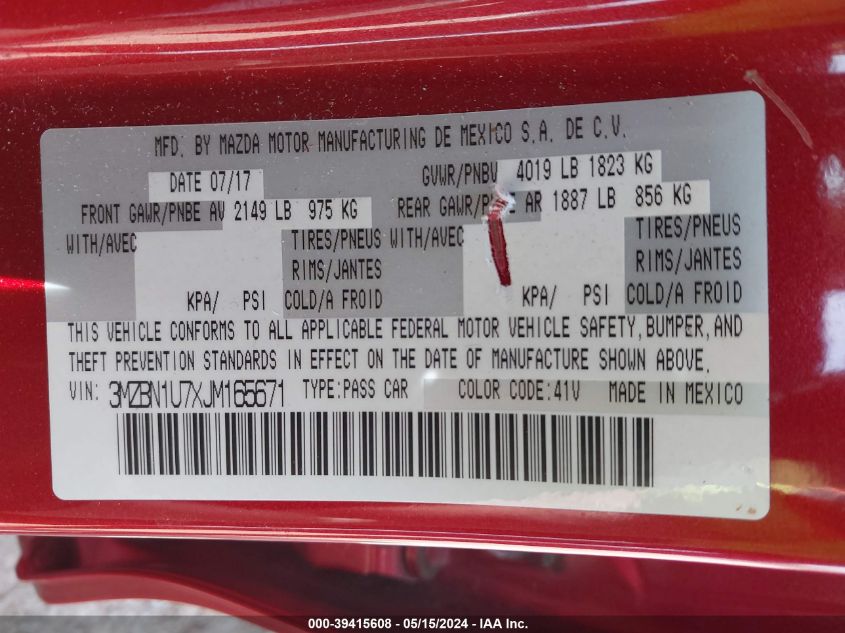 MFD. BY MAZDA MOTOR MANUFACTURING DE MEXICO S.A. DE C.V.
DATE 07/17 GVWR/PNBV 4019 LB 1823 KG
FRONT GAWR/PNBE AV 2149 LB 975 KG REAR GAWR/ AR 1887 LB 856 KG
WITH/AVEC TIRES/PNEUS WITH/AVEC TIRES/PNEUS
RIMS/JANTES RIMS/JANTES
KPA/ PSI COLD/A FROID KPA/ PSI COLD/A FROID
THIS VEHICLE CONFORMS TO ALL APPLICABLE FEDERAL MOTOR VEHICLE SAFETY, BUMPER, AND
THEFT PREVENTION STANDARDS IN EFFECT ON THE DATE OF MANUFACTURE SHOWN ABOVE.
VIN: 3MZBN1U7XJM165671 TYPE:PASS CAR COLOR CODE:41V MADE IN MEXICO
000-39415608 - 05/15/2024 - IAA Inc.